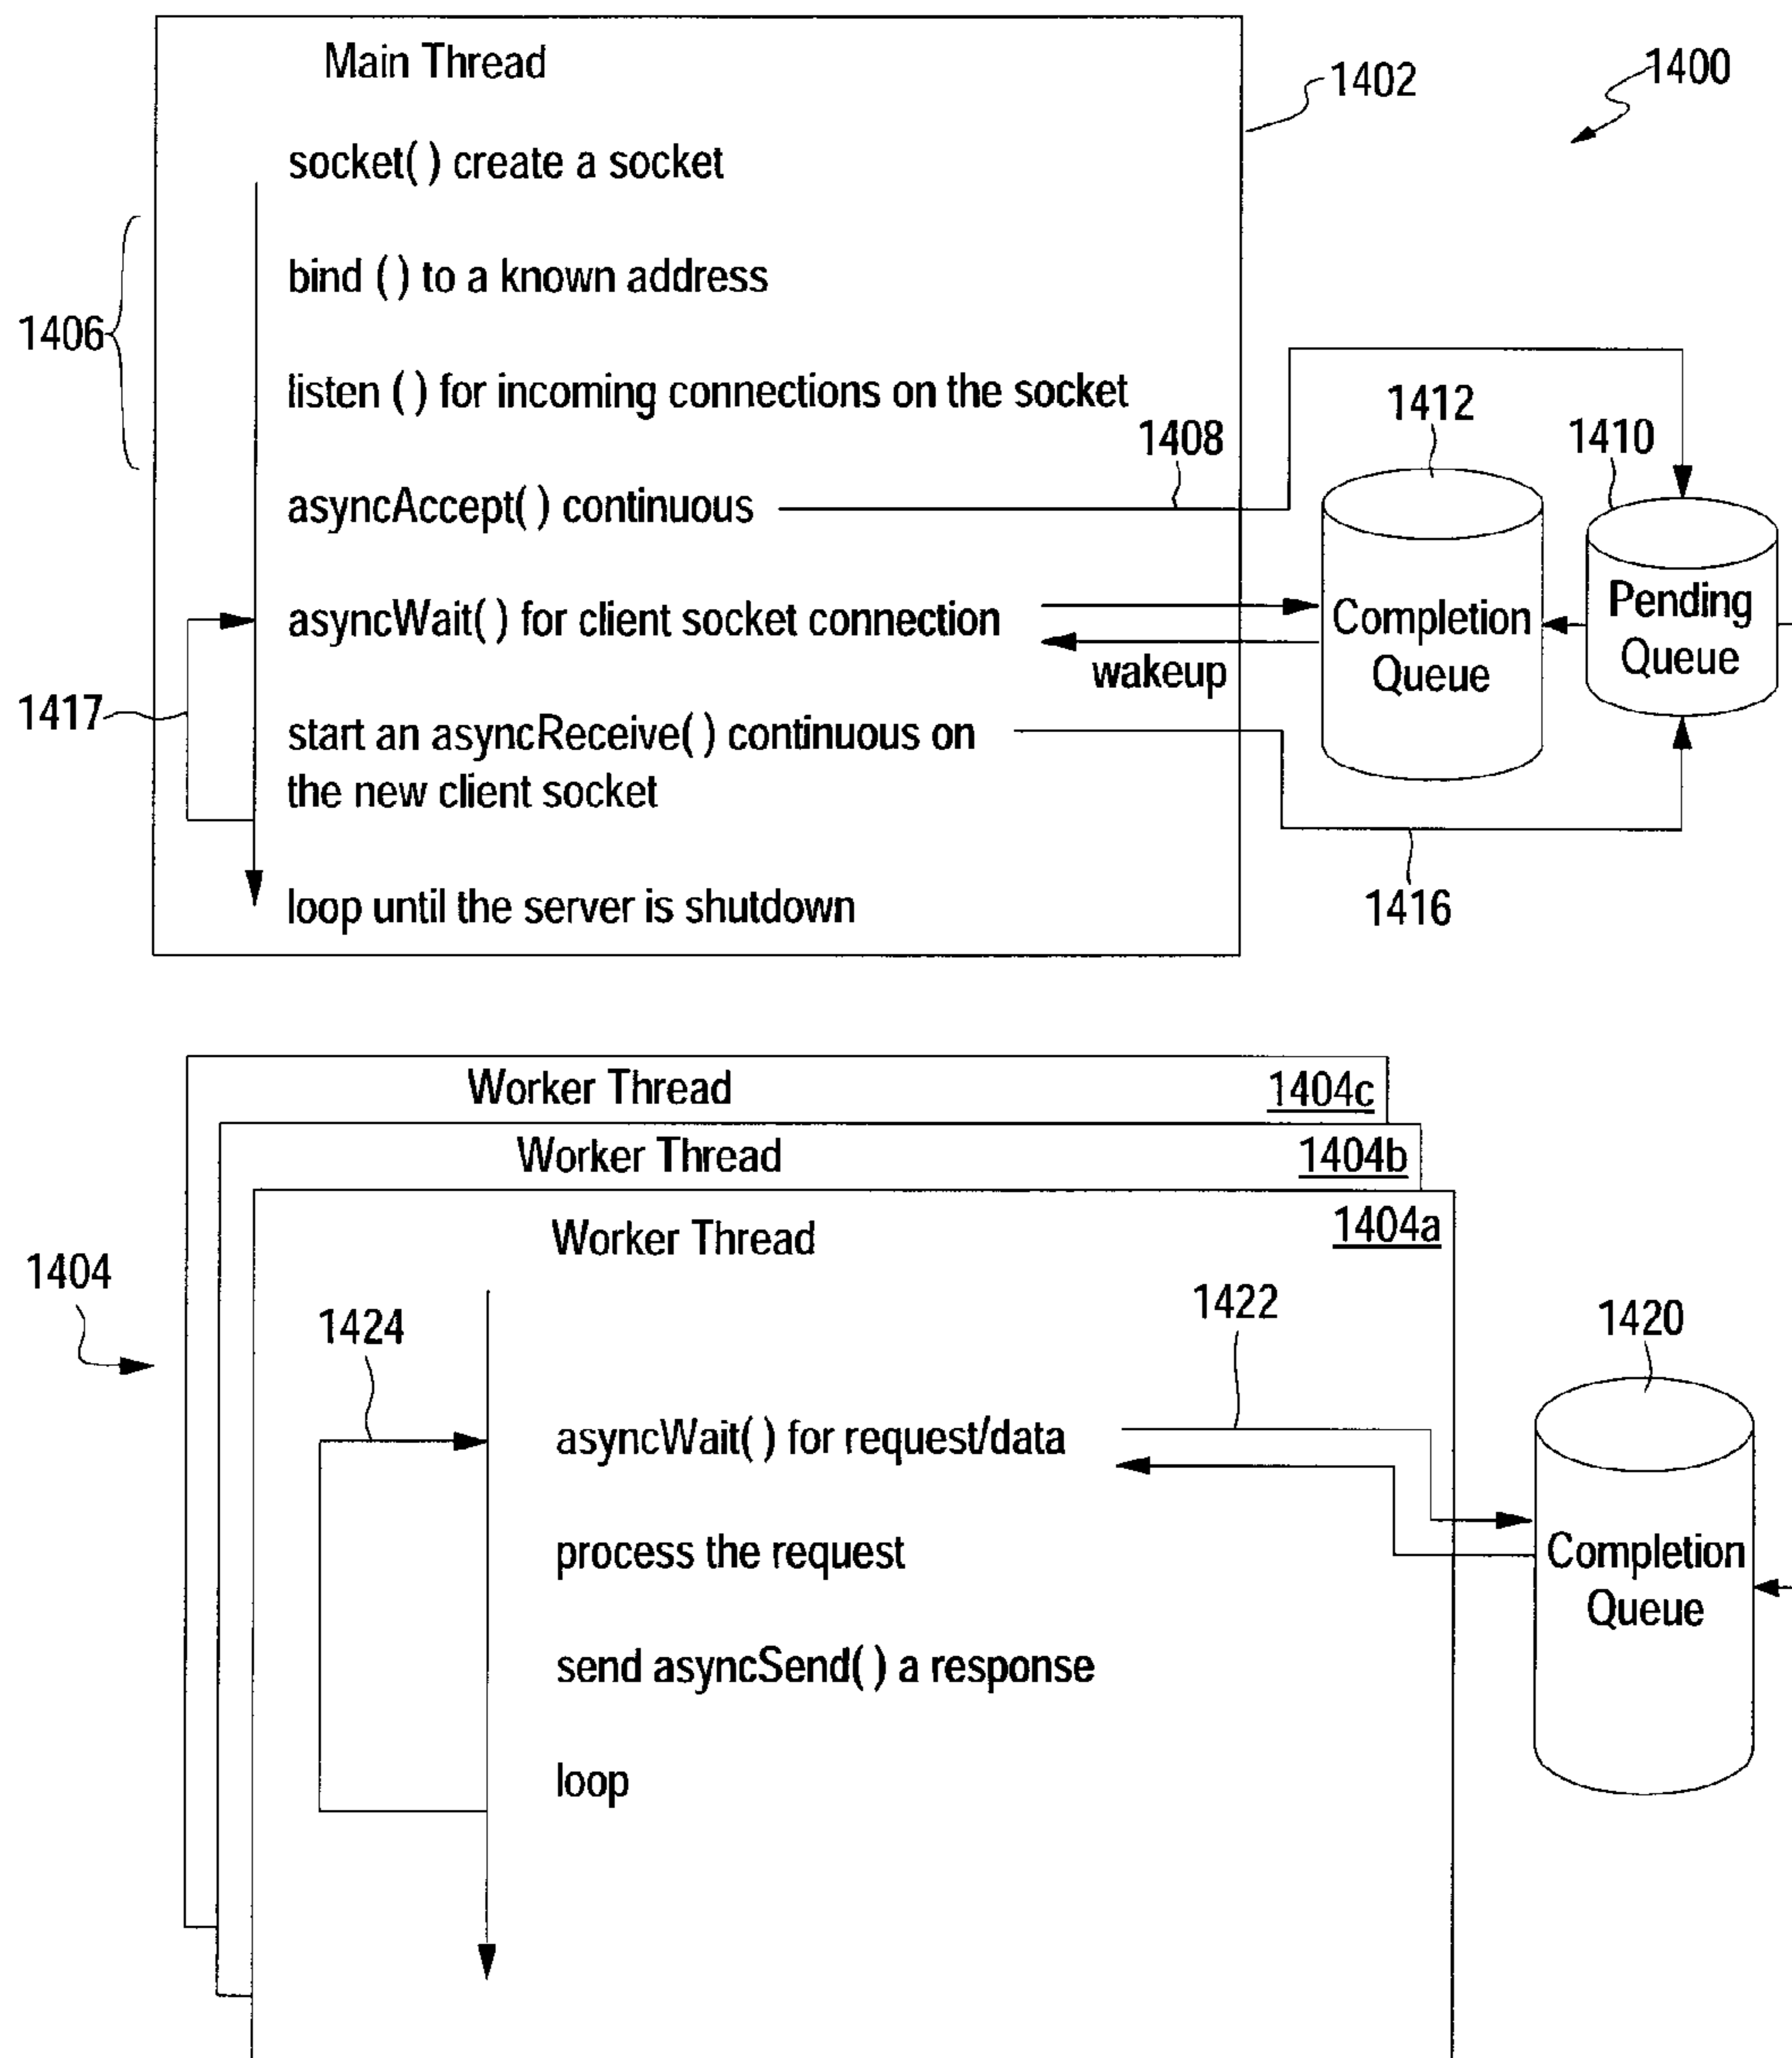 Main Thread
1402
1400
socket( ) create a socket
bind ( ) to a known address
1406
listen ( ) for incoming connections on the socket
1408
1412
1410
asyncAccept( ) continuous
asyncWait( ) for client socket connection
wakeup
Completion
Queue
Pending
Queue
1417
start an asyncReceive( ) continuous on
the new client socket
1416
loop until the server is shutdown
Worker Thread
1404c
Worker Thread
1404b
Worker Thread
1404a
1404
1424
1422
1420
asyncWait( ) for request/data
process the request
Completion
Queue
send asyncSend( ) a response
loop